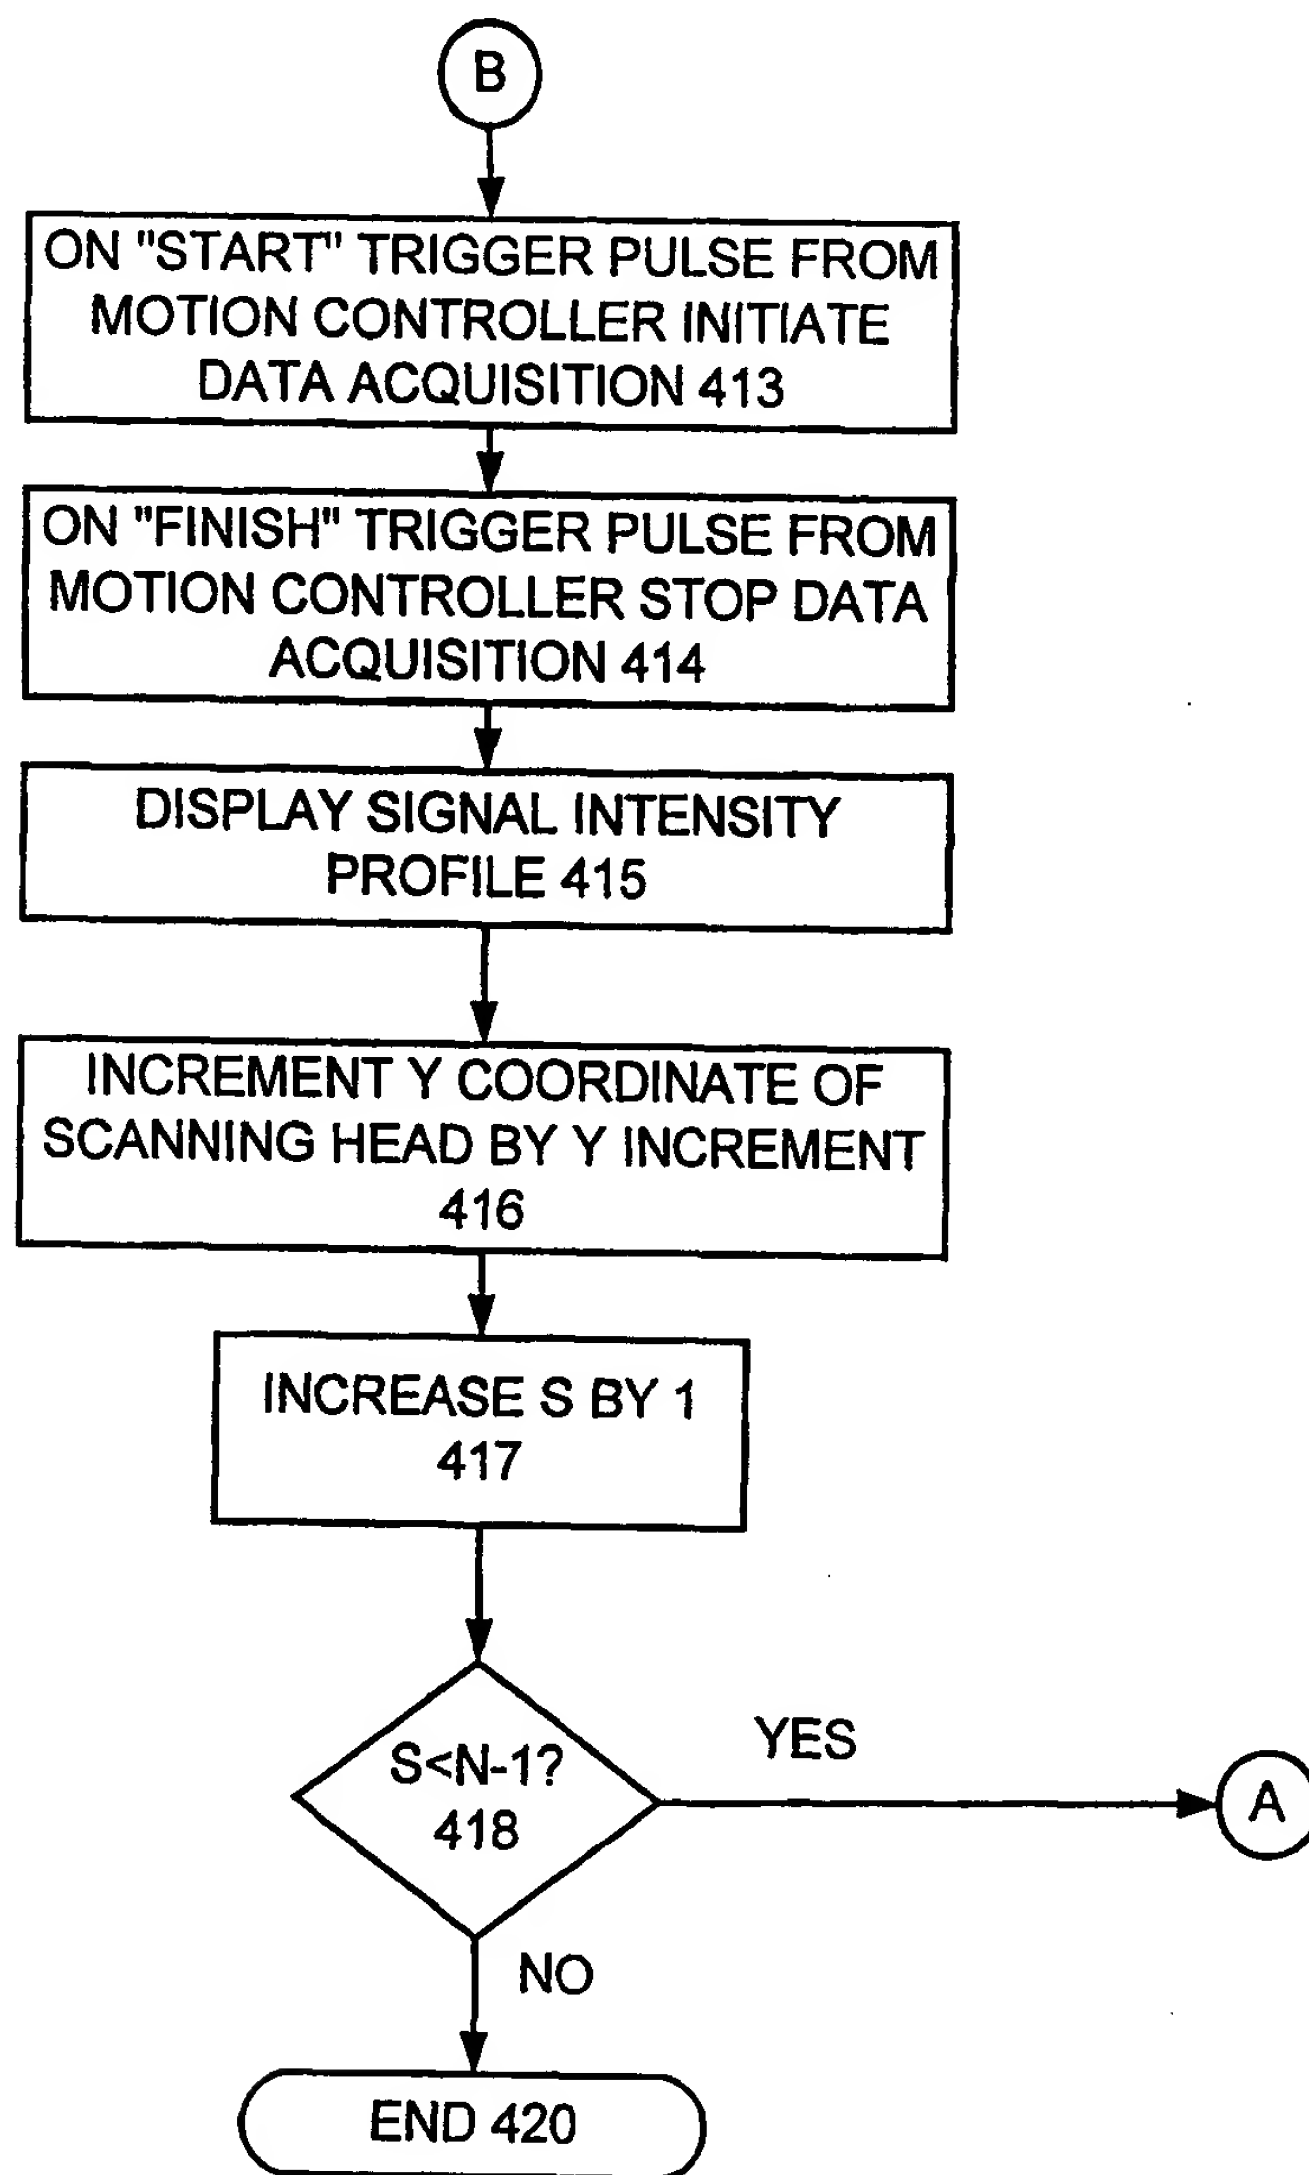 B
ON "START" TRIGGER PULSE FROM
MOTION CONTROLLER INITIATE
DATA ACQUISITION 413
ON "FINISH" TRIGGER PULSE FROM
MOTION CONTROLLER STOP DATA
ACQUISITION 414
DISPLAY SIGNAL INTENSITY
PROFILE 415
INCREMENT Y COORDINATE OF
SCANNING HEAD BY Y INCREMENT
416
INCREASE S BY 1
417
S<N-1?
418
YES
A
NO
END 420